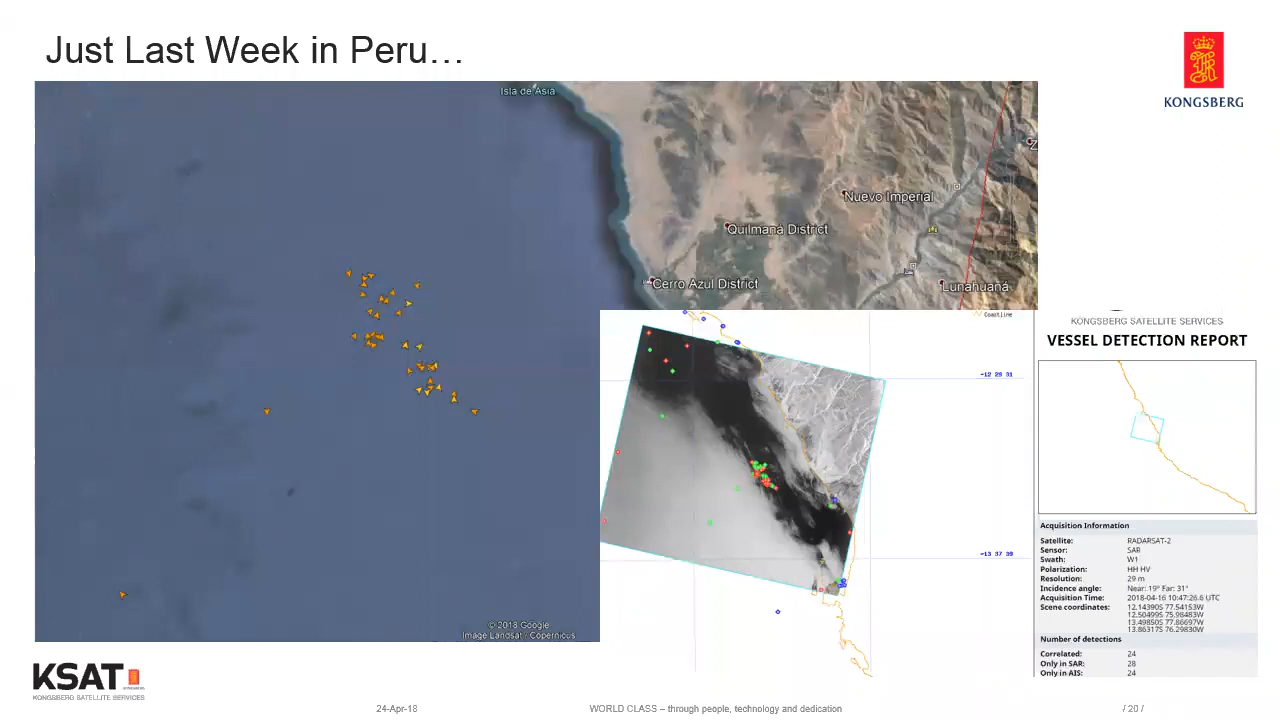 Just Last Week in Peru…
KONGSBERG
Isla de Asia
Nuevo Imperial
Quilmaná District
Cerro Azul District
Lunahuaná
Z
© 2018 Google
Image Landsat / Copernicus
Coastline
-12 29 31
-13 37 39
KONGSBERG SATELLITE SERVICES
VESSEL DETECTION REPORT
Acquisition Information
Satellite: RADARSAT-2
Sensor: SAR
Swath: W1
Polarization: HH HV
Resolution: 29 m
Incidence angle: Near: 19° Far: 31°
Acquisition Time: 2018-04-16 10:47:26.6 UTC
Scene coordinates: 12.14390S 77.54153W
12.50499S 75.98483W
13.49850S 77.86697W
13.86317S 76.29830W
Number of detections
Correlated: 24
Only in SAR: 28
Only in AIS: 24
KSAT
KONGSBERG SATELLITE SERVICES
24-Apr-18
WORLD CLASS – through people, technology and dedication
/ 20 /